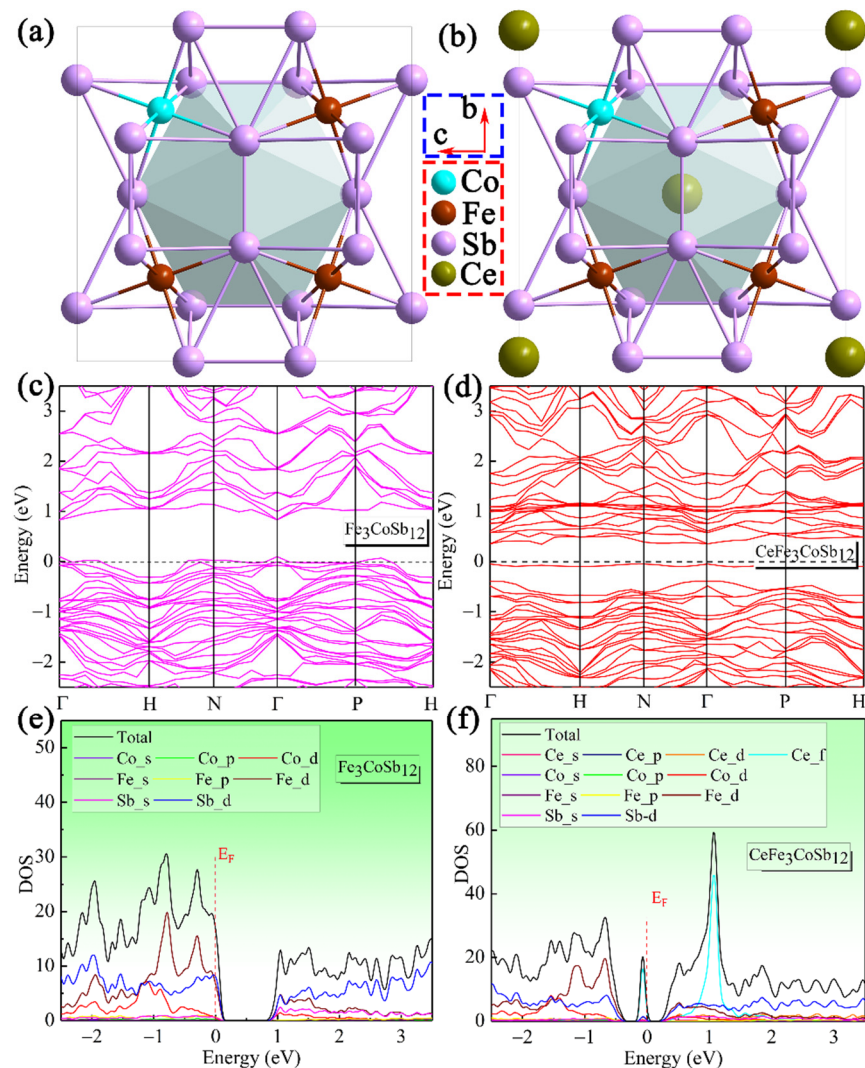 (a)
(b)
b
c
Co
Fe
Sb
Ce
(c)
(d)
3
2
1
0
−1
−2
Energy (eV)
Fe3CoSb12
Γ H N Γ P H
3
2
1
0
−1
−2
Energy (eV)
CeFe3CoSb12
Γ H N Γ P H
(e)
(f)
50
40
30
20
10
0
DOS
Total
Co_s Co_p Co_d
Fe_s Fe_p Fe_d
Sb_s Sb_d
Fe3CoSb12
EF
−2 −1 0 1 2 3
Energy (eV)
80
60
40
20
0
DOS
Total
Ce_s Ce_p Ce_d Ce_f
Co_s Co_p Co_d
Fe_s Fe_p Fe_d
Sb_s Sb-d
CeFe3CoSb12
EF
−2 −1 0 1 2 3
Energy (eV)